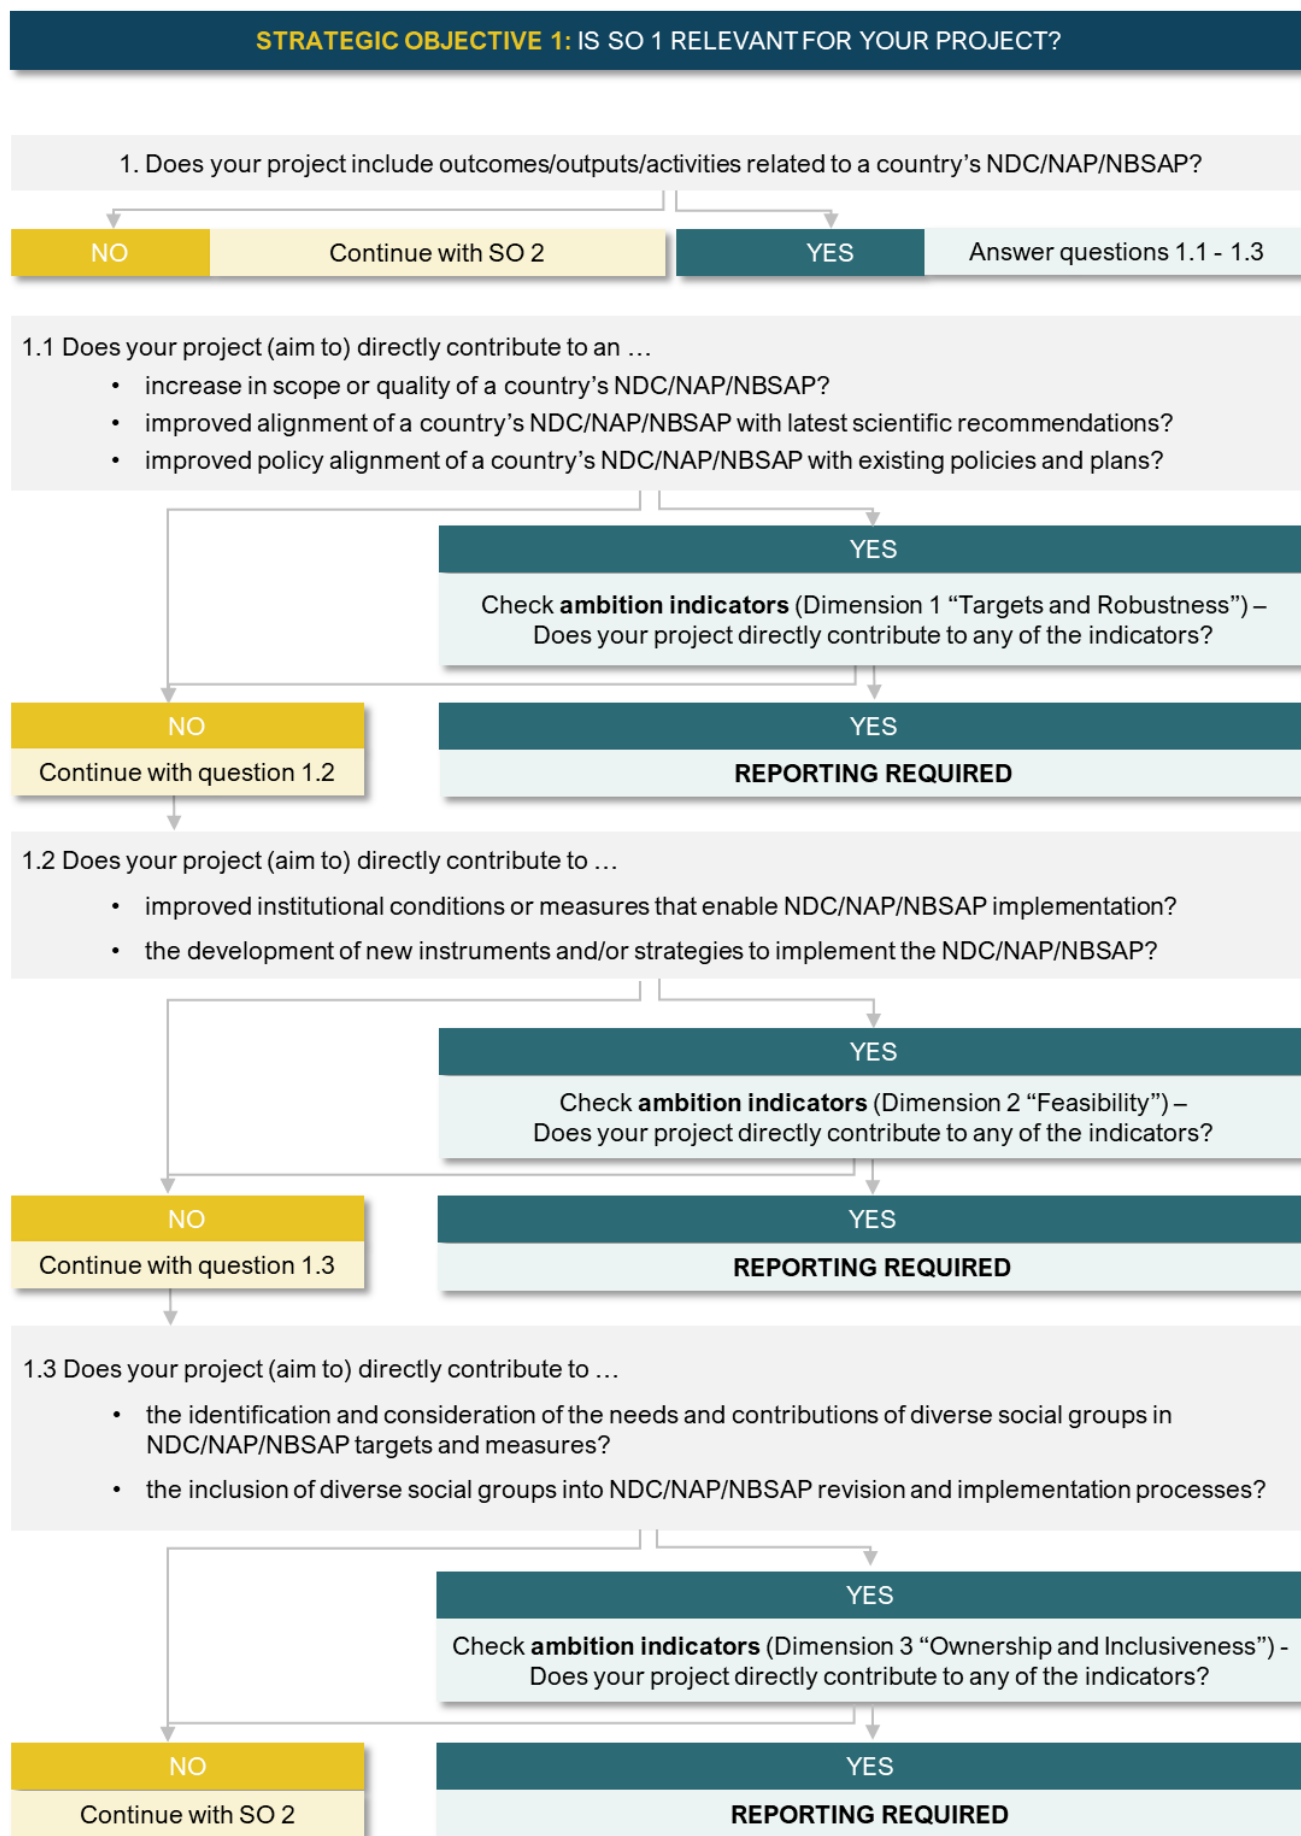 STRATEGIC OBJECTIVE 1: IS SO 1 RELEVANT FOR YOUR PROJECT?
1. Does your project include outcomes/outputs/activities related to a country’s NDC/NAP/NBSAP?
NO
Continue with SO 2
YES
Answer questions 1.1 - 1.3
1.1 Does your project (aim to) directly contribute to an …
• increase in scope or quality of a country’s NDC/NAP/NBSAP?
• improved alignment of a country’s NDC/NAP/NBSAP with latest scientific recommendations?
• improved policy alignment of a country’s NDC/NAP/NBSAP with existing policies and plans?
YES
Check ambition indicators (Dimension 1 “Targets and Robustness”) –
Does your project directly contribute to any of the indicators?
NO
Continue with question 1.2
YES
REPORTING REQUIRED
1.2 Does your project (aim to) directly contribute to …
• improved institutional conditions or measures that enable NDC/NAP/NBSAP implementation?
• the development of new instruments and/or strategies to implement the NDC/NAP/NBSAP?
YES
Check ambition indicators (Dimension 2 “Feasibility”) –
Does your project directly contribute to any of the indicators?
NO
Continue with question 1.3
YES
REPORTING REQUIRED
1.3 Does your project (aim to) directly contribute to …
• the identification and consideration of the needs and contributions of diverse social groups in
NDC/NAP/NBSAP targets and measures?
• the inclusion of diverse social groups into NDC/NAP/NBSAP revision and implementation processes?
YES
Check ambition indicators (Dimension 3 “Ownership and Inclusiveness”) -
Does your project directly contribute to any of the indicators?
NO
Continue with SO 2
YES
REPORTING REQUIRED